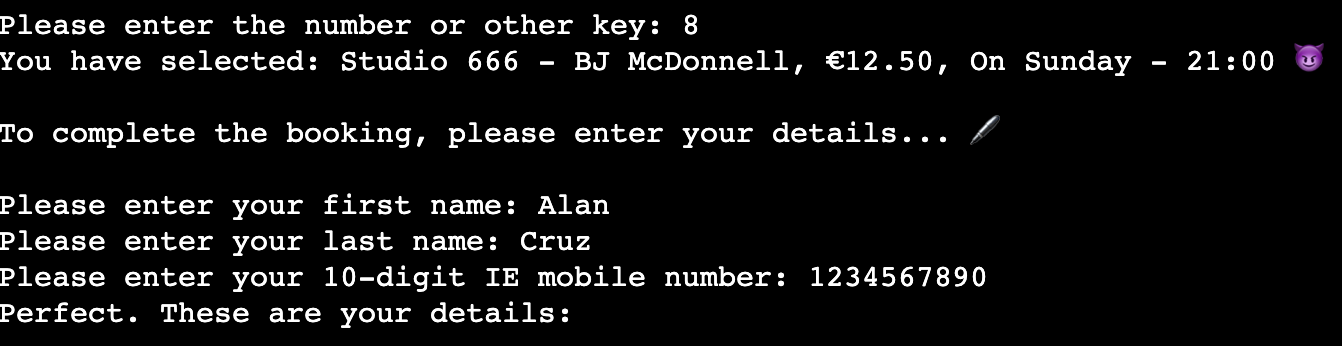 Please enter the number or other key: 8
You have selected: Studio 666 - BJ McDonnell, €12.50, On Sunday - 21:00 😈
To complete the booking, please enter your details... 🖋
Please enter your first name: Alan
Please enter your last name: Cruz
Please enter your 10-digit IE mobile number: 1234567890
Perfect. These are your details: